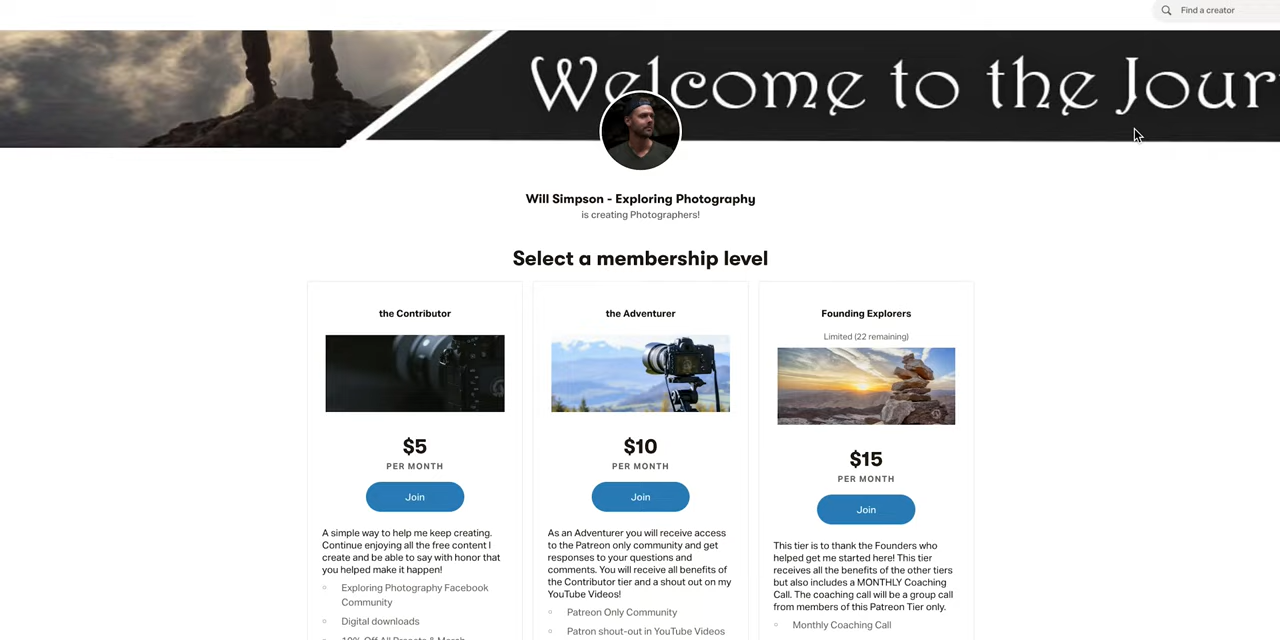 Find a creator
Welcome to the Jour
Will Simpson - Exploring Photography
is creating Photographers!
Select a membership level
the Contributor
$5
PER MONTH
Join
A simple way to help me keep creating.
Continue enjoying all the free content I
create and be able to say with honor that
you helped make it happen!
Exploring Photography Facebook
Community
Digital downloads
10% Off All Presets & Merch
the Adventurer
$10
PER MONTH
Join
As an Adventurer you will receive access
to the Patreon only community and get
responses to your questions and
comments. You will receive all benefits of
the Contributor tier and a shout out on my
YouTube Videos!
Patreon Only Community
Patron shout-out in YouTube Videos
Founding Explorers
Limited (22 remaining)
$15
PER MONTH
Join
This tier is to thank the Founders who
helped get me started here! This tier
receives all the benefits of the other tiers
but also includes a MONTHLY Coaching
Call. The coaching call will be a group call
from members of this Patreon Tier only.
Monthly Coaching Call